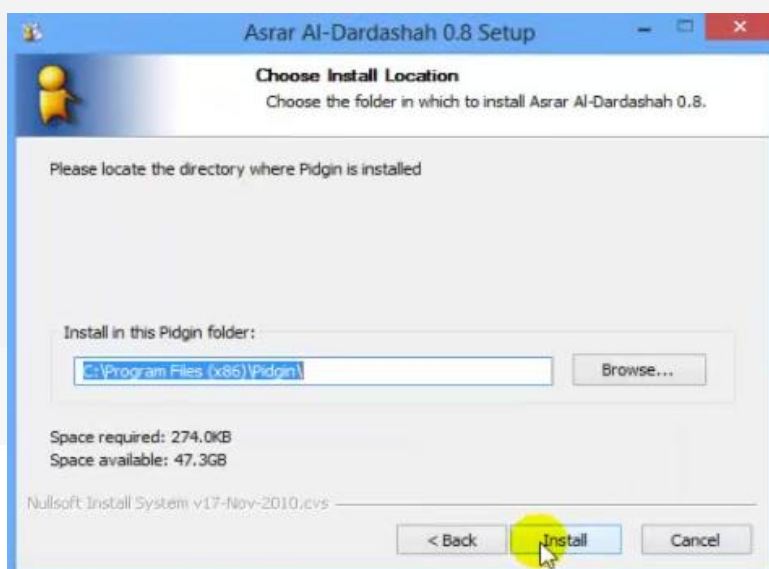 Asrar Al-Dardashah 0.8 Setup
Choose Install Location
Choose the folder in which to install Asrar Al-Dardashah 0.8.
Please locate the directory where Pidgin is installed
Install in this Pidgin folder:
C:\Program Files (x86)\Pidgin\
Browse...
Space required: 274.0KB
Space available: 47.3GB
Nullsoft Install System v17-Nov-2010.cvs
< Back Install Cancel